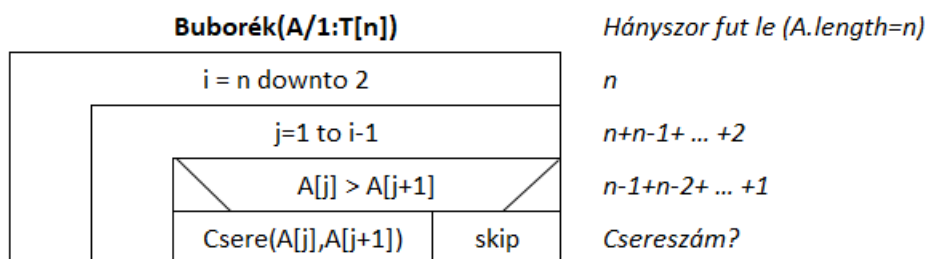 Buborék(A/1:T[n]) Hányszor fut le (A.length=n)
i = n downto 2 n
j=1 to i-1 n+n-1+ ... +2
A[j] > A[j+1] n-1+n-2+ ... +1
Csere(A[j],A[j+1]) skip Csereszám?